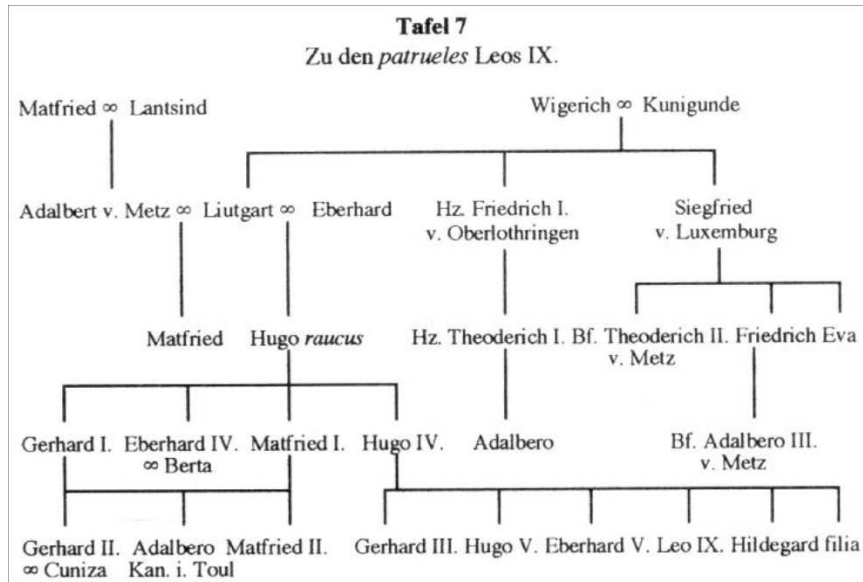 Tafel 7
Zu den patrueles Leos IX.
Matfried ∞ Lantsind Wigerich ∞ Kunigunde
Adalbert v. Metz ∞ Liutgart ∞ Eberhard Hz. Friedrich I. Siegfried
v. Oberlothringen v. Luxemburg
Matfried Hugo raucus Hz. Theoderich I. Bf. Theoderich II. Friedrich Eva
v. Metz
Gerhard I. Eberhard IV. Matfried I. Hugo IV. Adalbero Bf. Adalbero III.
∞ Berta v. Metz
Gerhard II. Adalbero Matfried II. Gerhard III. Hugo V. Eberhard V. Leo IX. Hildegard filia
∞ Cuniza Kan. i. Toul